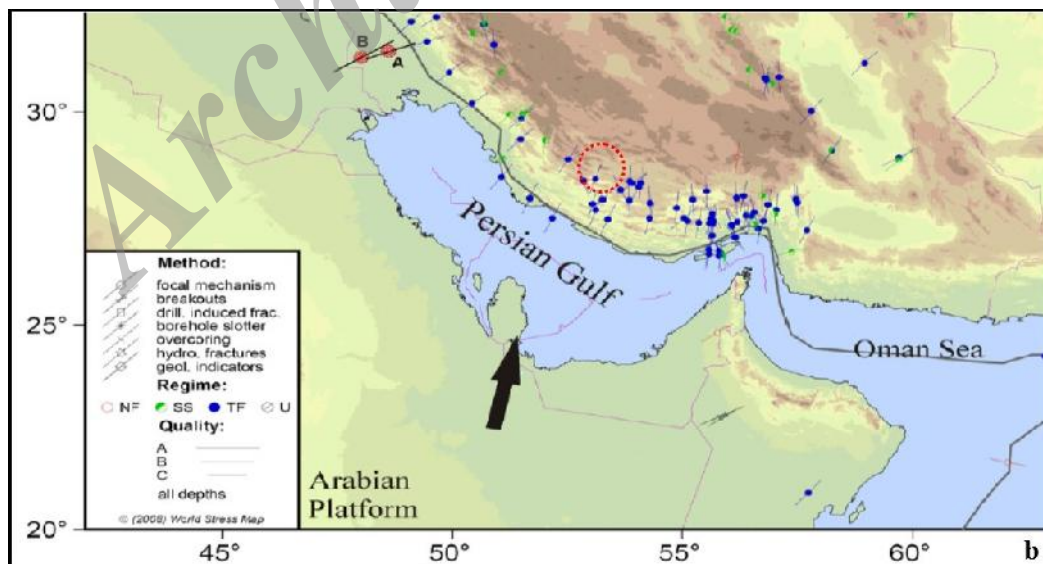 Archi
B
A
30°
Persian Gulf
25°
Oman Sea
Arabian
Platform
20°
45°
50°
55°
60°
b
Method:
focal mechanism
breakouts
drill. induced frac.
borehole slotter
overcoring
hydro. fractures
geol. indicators
Regime:
NF SS TF U
Quality:
A
B
C
all depths
© (2008) World Stress Map